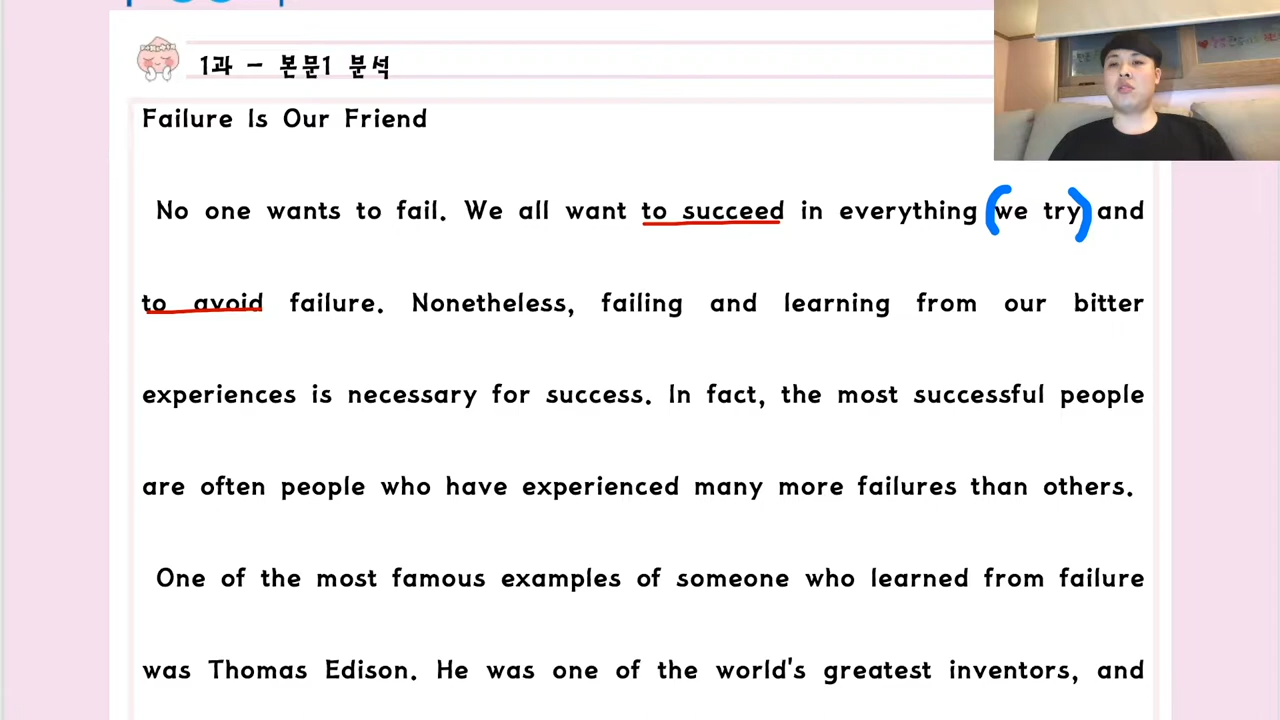 1과 - 본문1 분석
Failure Is Our Friend
No one wants to fail. We all want to succeed in everything (we try) and
to avoid failure. Nonetheless, failing and learning from our bitter
experiences is necessary for success. In fact, the most successful people
are often people who have experienced many more failures than others.
One of the most famous examples of someone who learned from failure
was Thomas Edison. He was one of the world's greatest inventors, and